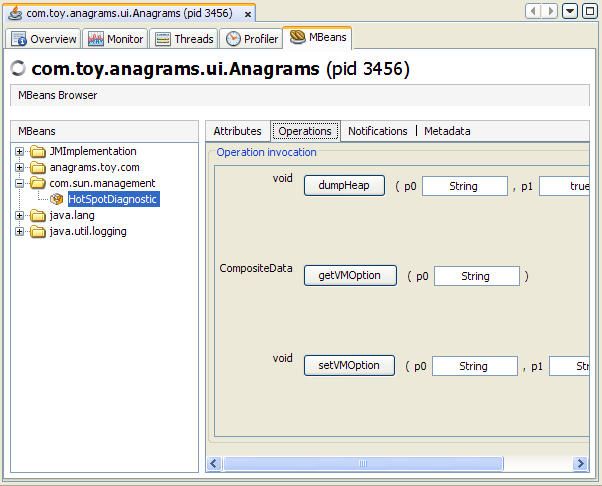 com.toy.anagrams.ui.Anagrams (pid 3456)
Overview Monitor Threads Profiler MBeans
com.toy.anagrams.ui.Anagrams (pid 3456)
MBeans Browser
MBeans
JMImplementation
anagrams.toy.com
com.sun.management
HotSpotDiagnostic
java.lang
java.util.logging
Attributes Operations Notifications Metadata
Operation invocation
void dumpHeap ( p0 String , p1 true
CompositeData getVMOption ( p0 String )
void setVMOption ( p0 String , p1 Str